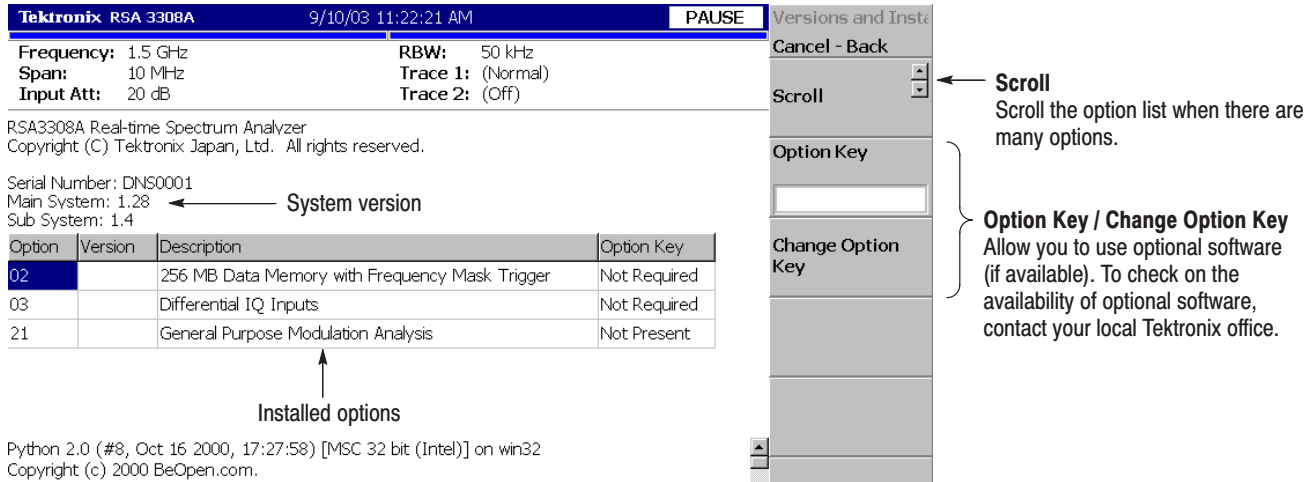 Tektronix RSA 3308A 9/10/03 11:22:21 AM PAUSE
Frequency: 1.5 GHz RBW: 50 kHz
Span: 10 MHz Trace 1: (Normal)
Input Att: 20 dB Trace 2: (Off)
RSA3308A Real-time Spectrum Analyzer
Copyright (C) Tektronix Japan, Ltd. All rights reserved.
Serial Number: DNS0001
Main System: 1.28
System version
Sub System: 1.4
Option Version Description Option Key
02 256 MB Data Memory with Frequency Mask Trigger Not Required
03 Differential IQ Inputs Not Required
21 General Purpose Modulation Analysis Not Present
Installed options
Python 2.0 (#8, Oct 16 2000, 17:27:58) [MSC 32 bit (Intel)] on win32
Copyright (c) 2000 BeOpen.com.
Versions and Insta
Cancel - Back
Scroll
Option Key
Change Option
Key
Scroll
Scroll the option list when there are
many options.
Option Key / Change Option Key
Allow you to use optional software
(if available). To check on the
availability of optional software,
contact your local Tektronix office.